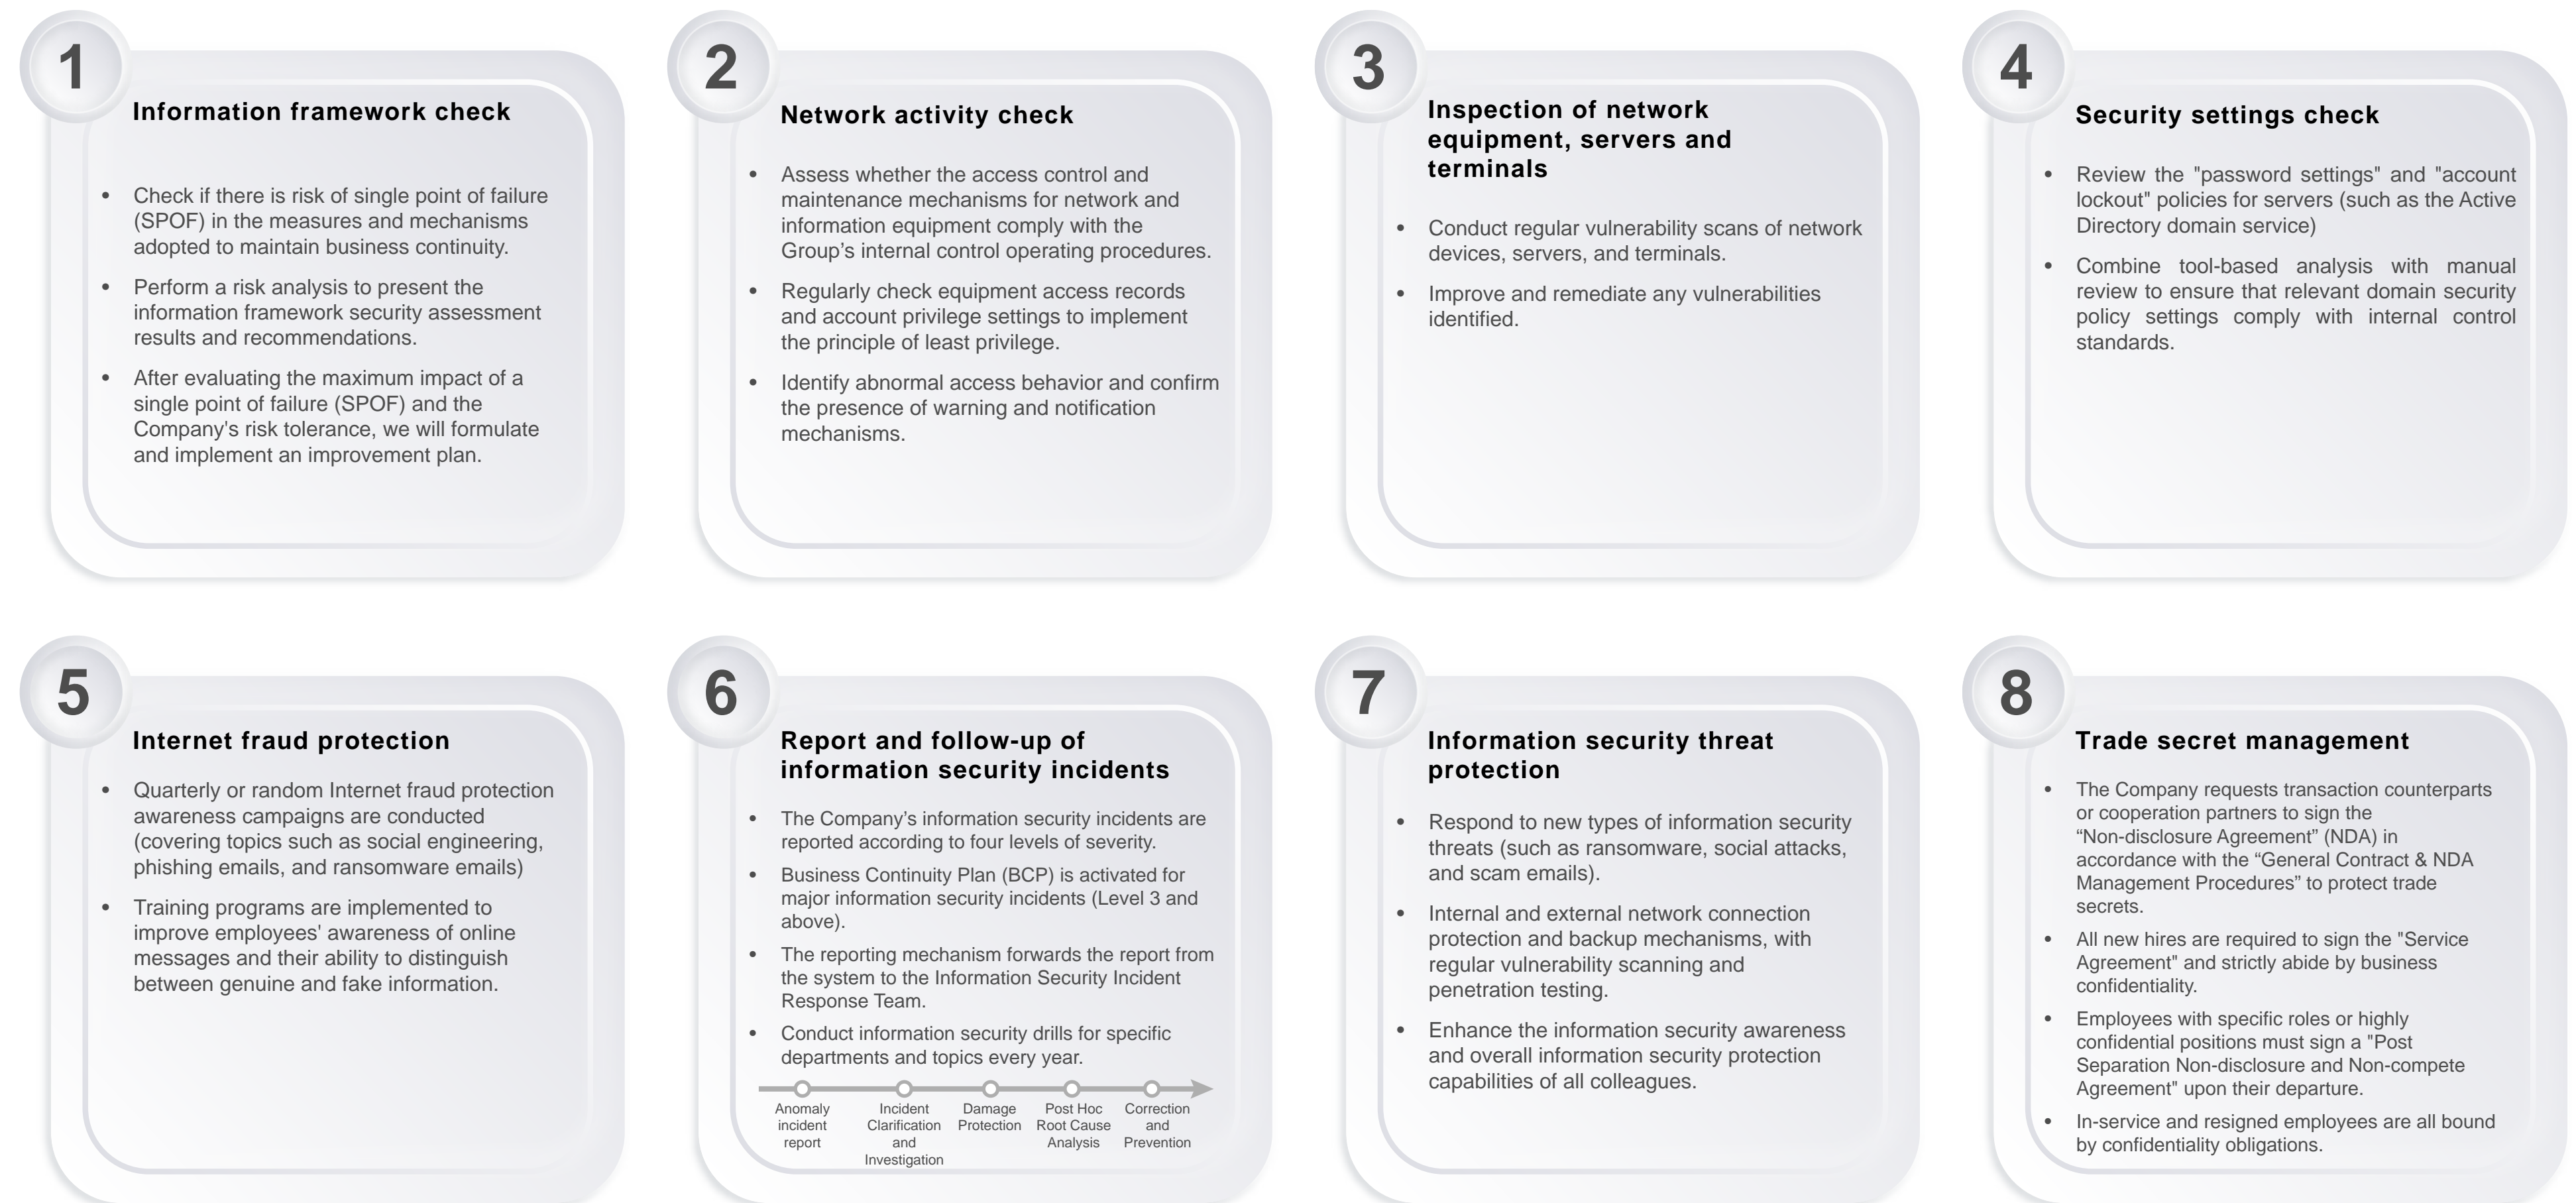 1
Information framework check
• Check if there is risk of single point of failure
(SPOF) in the measures and mechanisms
adopted to maintain business continuity.
• Perform a risk analysis to present the
information framework security assessment
results and recommendations.
• After evaluating the maximum impact of a
single point of failure (SPOF) and the
Company's risk tolerance, we will formulate
and implement an improvement plan.
2
Network activity check
• Assess whether the access control and
maintenance mechanisms for network and
information equipment comply with the
Group’s internal control operating procedures.
• Regularly check equipment access records
and account privilege settings to implement
the principle of least privilege.
• Identify abnormal access behavior and confirm
the presence of warning and notification
mechanisms.
3
Inspection of network
equipment, servers and
terminals
• Conduct regular vulnerability scans of network
devices, servers, and terminals.
• Improve and remediate any vulnerabilities
identified.
4
Security settings check
• Review the "password settings" and "account
lockout" policies for servers (such as the Active
Directory domain service)
• Combine tool-based analysis with manual
review to ensure that relevant domain security
policy settings comply with internal control
standards.
5
Internet fraud protection
• Quarterly or random Internet fraud protection
awareness campaigns are conducted
(covering topics such as social engineering,
phishing emails, and ransomware emails)
• Training programs are implemented to
improve employees' awareness of online
messages and their ability to distinguish
between genuine and fake information.
6
Report and follow-up of
information security incidents
• The Company’s information security incidents are
reported according to four levels of severity.
• Business Continuity Plan (BCP) is activated for
major information security incidents (Level 3 and
above).
• The reporting mechanism forwards the report from
the system to the Information Security Incident
Response Team.
• Conduct information security drills for specific
departments and topics every year.
Anomaly
incident
report
Incident
Clarification
and
Investigation
Damage
Protection
Post Hoc
Root Cause
Analysis
Correction
and
Prevention
7
Information security threat
protection
• Respond to new types of information security
threats (such as ransomware, social attacks,
and scam emails).
• Internal and external network connection
protection and backup mechanisms, with
regular vulnerability scanning and
penetration testing.
• Enhance the information security awareness
and overall information security protection
capabilities of all colleagues.
8
Trade secret management
• The Company requests transaction counterparts
or cooperation partners to sign the
“Non-disclosure Agreement” (NDA) in
accordance with the “General Contract & NDA
Management Procedures” to protect trade
secrets.
• All new hires are required to sign the "Service
Agreement" and strictly abide by business
confidentiality.
• Employees with specific roles or highly
confidential positions must sign a "Post
Separation Non-disclosure and Non-compete
Agreement" upon their departure.
• In-service and resigned employees are all bound
by confidentiality obligations.